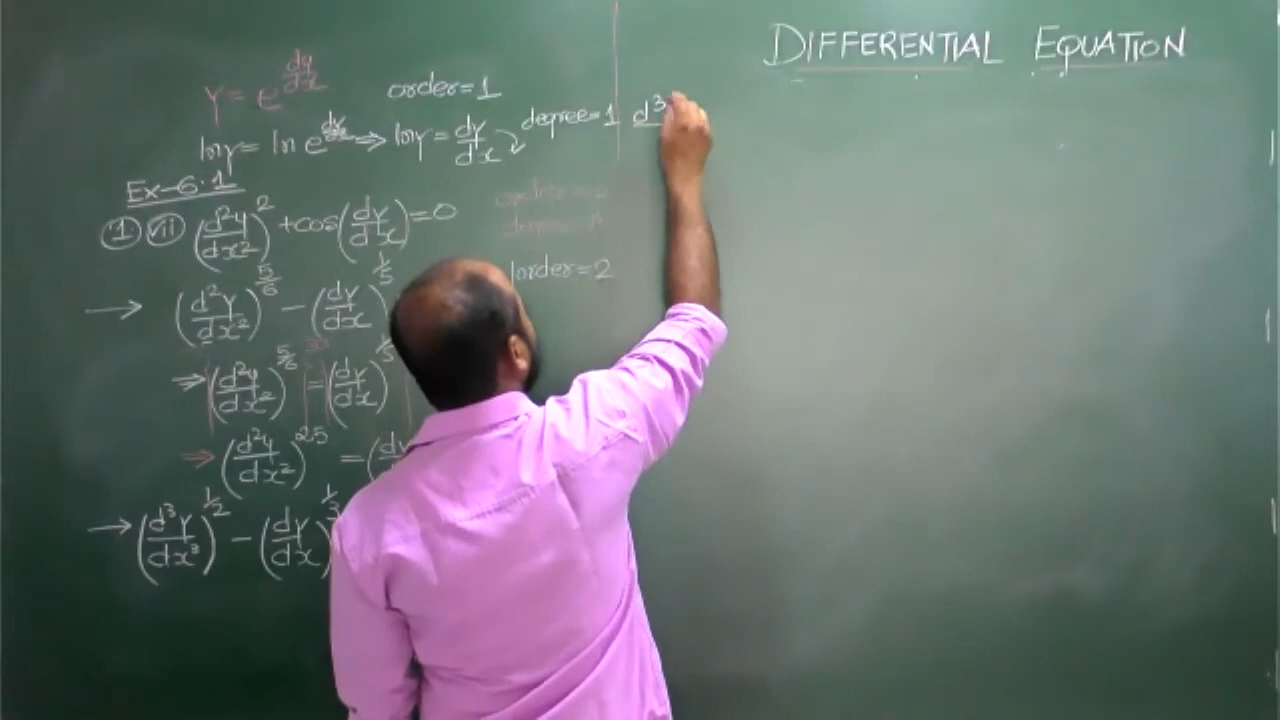 DIFFERENTIAL EQUATION
Y = e^(dy/dx) order = 1
lny = ln e^(dy/dx) ⇒ lny = dy/dx degree = 1
Ex-6.1
① ⓥⓘⓘ (d²y/dx²)² + cos(dy/dx) = 0
→ (d²y/dx²)^(5/6) − (dy/dx)^(1/5) order = 2
⇒ (d²y/dx²)^(5/6) = (dy/dx)^(1/5)
⇒ (d²y/dx²)^25 = (dy
→ (d³y/dx³)^(1/2) − (dy/dx)^(1/3)
d³